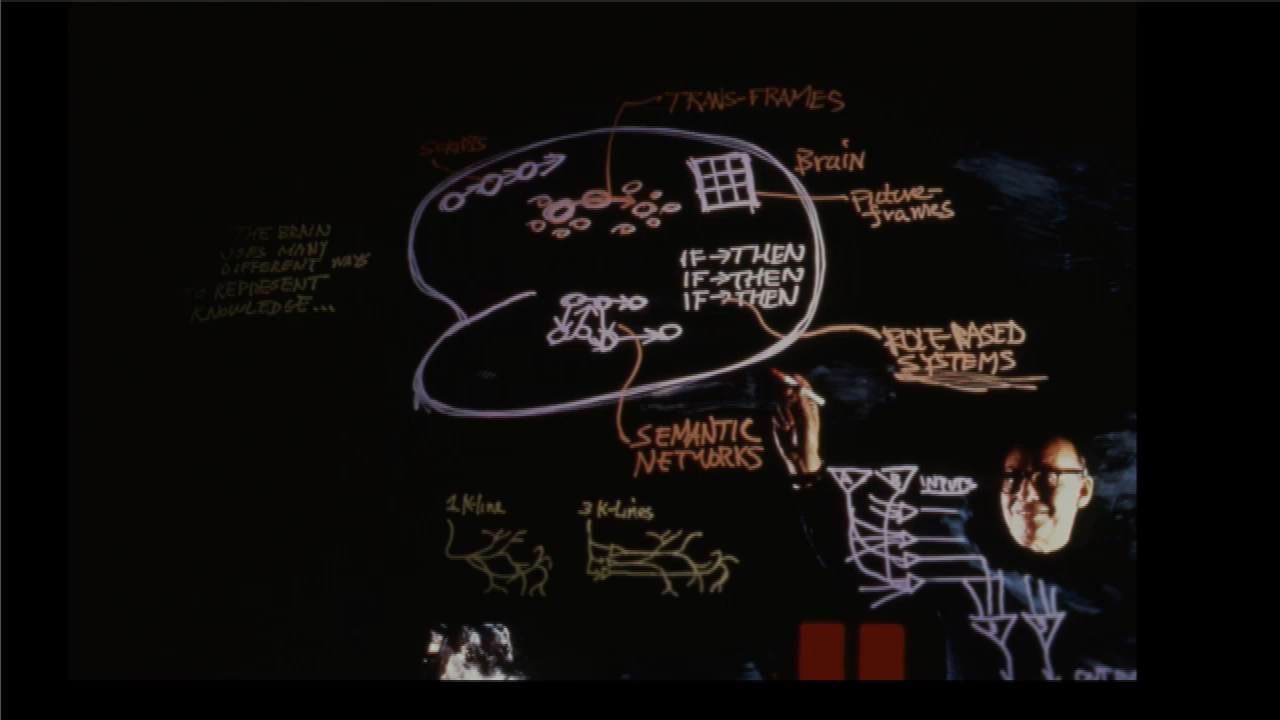 TRANS-FRAMES
SCRIPTS
Brain
Picture-
frames
THE BRAIN
USES MANY
DIFFERENT WAYS
TO REPRESENT
KNOWLEDGE...
IF→THEN
IF→THEN
IF→THEN
RULE-BASED
SYSTEMS
SEMANTIC
NETWORKS
1 K-line
3 K-Lines
A B INPUTS